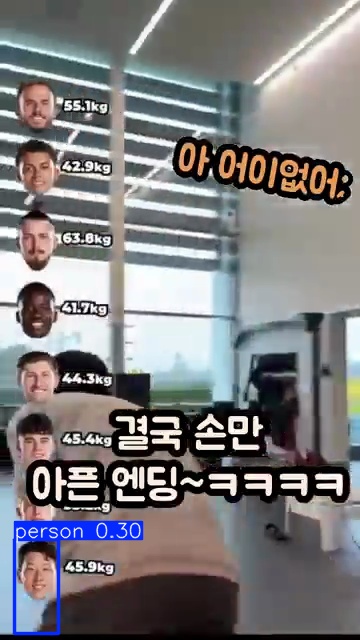 55.1kg
42.9kg
아 어이없어;
63.8kg
41.7kg
44.3kg
45.4kg
결국 손만
아픈 엔딩~ㅋㅋㅋㅋ
person 0.30
45.9kg